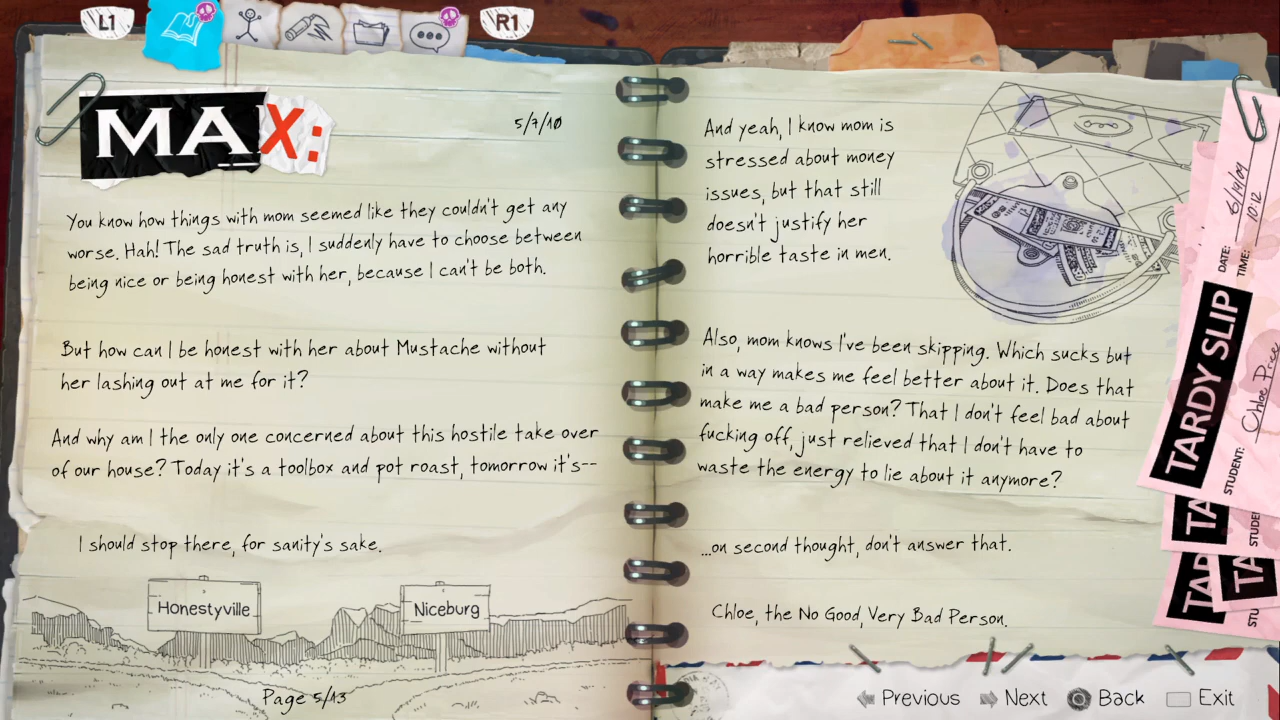 L1
R1
MAX:
5/7/10
You know how things with mom seemed like they couldn't get any
worse. Hah! The sad truth is, I suddenly have to choose between
being nice or being honest with her, because I can't be both.
But how can I be honest with her about Mustache without
her lashing out at me for it?
And why am I the only one concerned about this hostile take over
of our house? Today it's a toolbox and pot roast, tomorrow it's--
I should stop there, for sanity's sake.
Honestyville
Niceburg
Page 5/13
And yeah, I know mom is
stressed about money
issues, but that still
doesn't justify her
horrible taste in men.
Also, mom knows I've been skipping. Which sucks but
in a way makes me feel better about it. Does that
make me a bad person? That I don't feel bad about
fucking off, just relieved that I don't have to
waste the energy to lie about it anymore?
...on second thought, don't answer that.
Chloe, the No Good, Very Bad Person.
TARDY SLIP
DATE: 6/14/09
TIME: 10:12
STUDENT: Chloe Price
TA
STUDE
TA
TA
STU
Previous
Next
Back
Exit